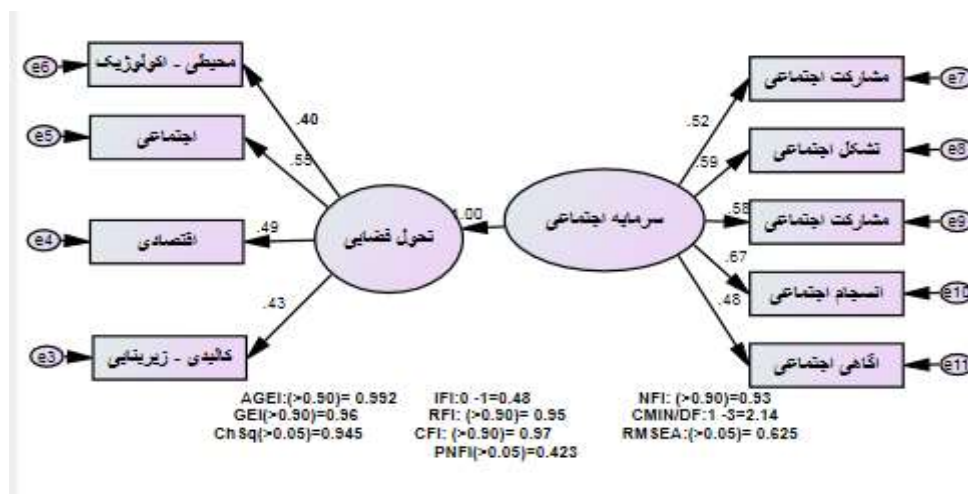 محیطی - اکولوژیک
e6
اجتماعی
e5
اقتصادی
e4
کالبدی - زیربنایی
e3
.40
.55
.49
.43
تحول فضایی
1.00
سرمایه اجتماعی
.52
.59
.58
.67
.48
مشارکت اجتماعی
e7
تشکل اجتماعی
e8
مشارکت اجتماعی
e9
انسجام اجتماعی
e10
اگاهی اجتماعی
e11
AGEI:(>0.90)= 0.992 IFI:0 -1=0.48 NFI: (>0.90)=0.93
GEI(>0.90)=0.96 RFI: (>0.90)= 0.95 CMIN/DF:1 -3=2.14
ChSq(>0.05)=0.945 CFI: (>0.90)= 0.97 RMSEA:(>0.05)= 0.625
PNFI(>0.05)=0.423